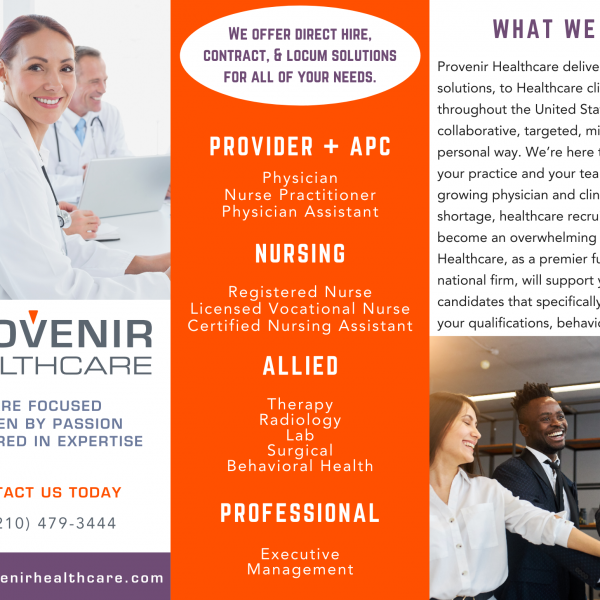 OVENIR
LTHCARE
RE FOCUSED
EN BY PASSION
RED IN EXPERTISE
TACT US TODAY
210) 479-3444
enirhealthcare.com
WE OFFER DIRECT HIRE,
CONTRACT, & LOCUM SOLUTIONS
FOR ALL OF YOUR NEEDS.
PROVIDER + APC
Physician
Nurse Practitioner
Physician Assistant
NURSING
Registered Nurse
Licensed Vocational Nurse
Certified Nursing Assistant
ALLIED
Therapy
Radiology
Lab
Surgical
Behavioral Health
PROFESSIONAL
Executive
Management
WHAT WE
Provenir Healthcare delive
solutions, to Healthcare cli
throughout the United Sta
collaborative, targeted, mi
personal way. We're here t
your practice and your tea
growing physician and clin
shortage, healthcare recru
become an overwhelming
Healthcare, as a premier fu
national firm, will support y
candidates that specifically
your qualifications, behavio